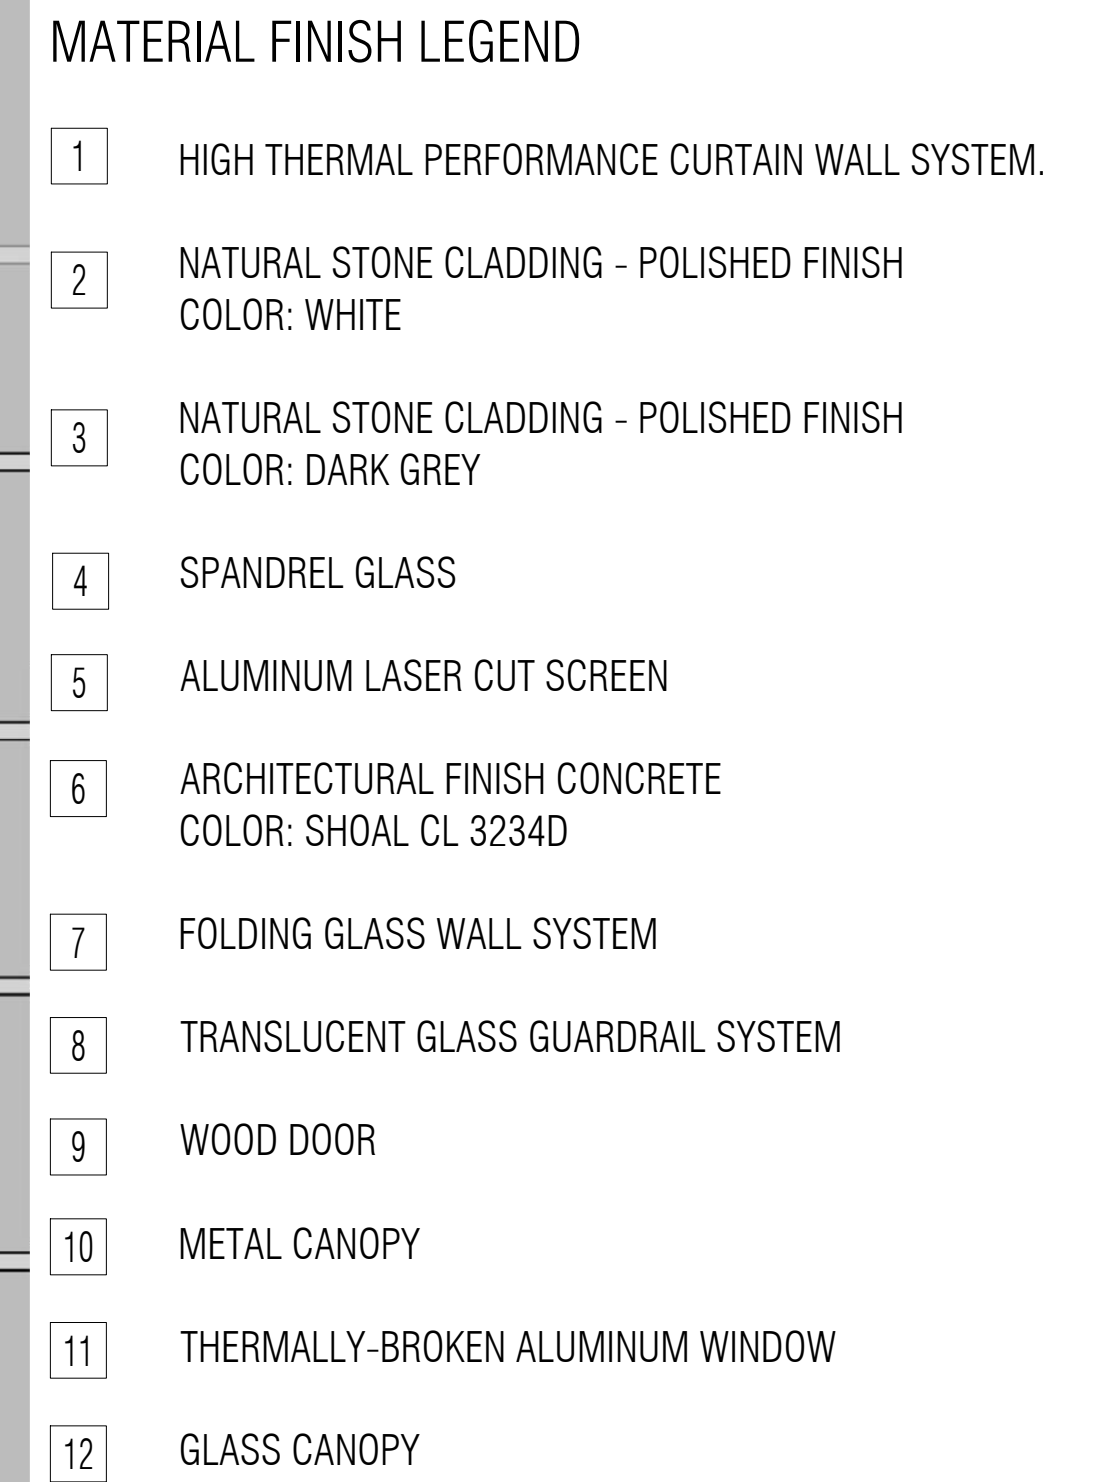 MATERIAL FINISH LEGEND
1 HIGH THERMAL PERFORMANCE CURTAIN WALL SYSTEM.
2 NATURAL STONE CLADDING - POLISHED FINISH
COLOR: WHITE
3 NATURAL STONE CLADDING - POLISHED FINISH
COLOR: DARK GREY
4 SPANDREL GLASS
5 ALUMINUM LASER CUT SCREEN
6 ARCHITECTURAL FINISH CONCRETE
COLOR: SHOAL CL 3234D
7 FOLDING GLASS WALL SYSTEM
8 TRANSLUCENT GLASS GUARDRAIL SYSTEM
9 WOOD DOOR
10 METAL CANOPY
11 THERMALLY-BROKEN ALUMINUM WINDOW
12 GLASS CANOPY